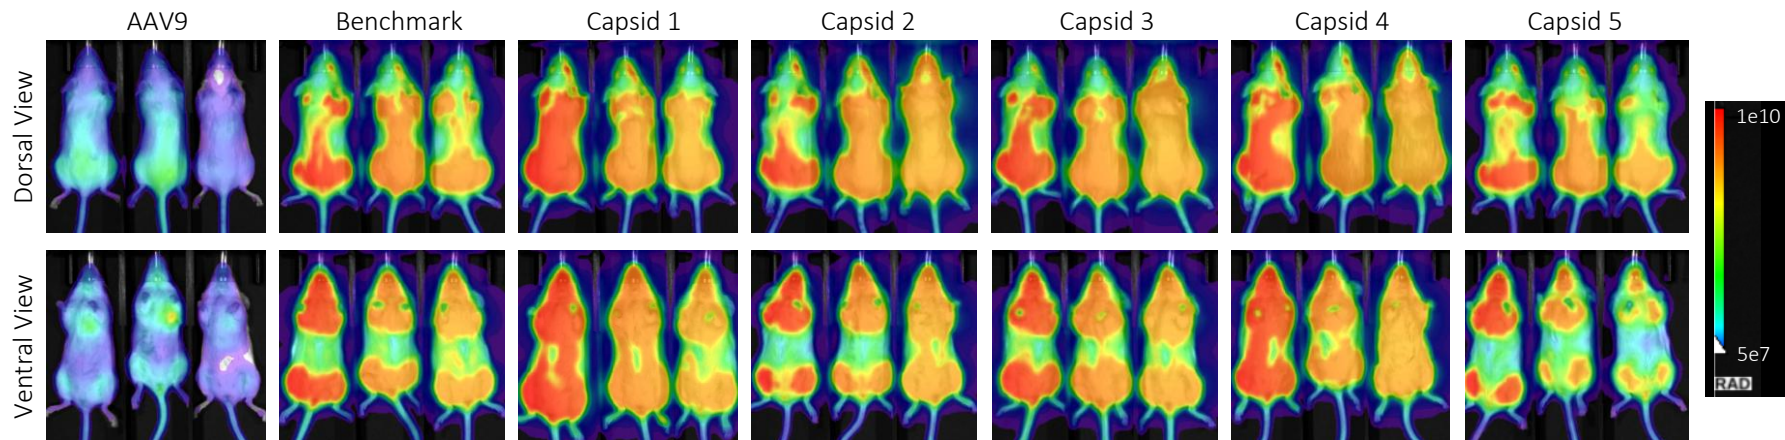 AAV9
Benchmark
Capsid 1
Capsid 2
Capsid 3
Capsid 4
Capsid 5
Dorsal View
Ventral View
1e10
5e7
RAD